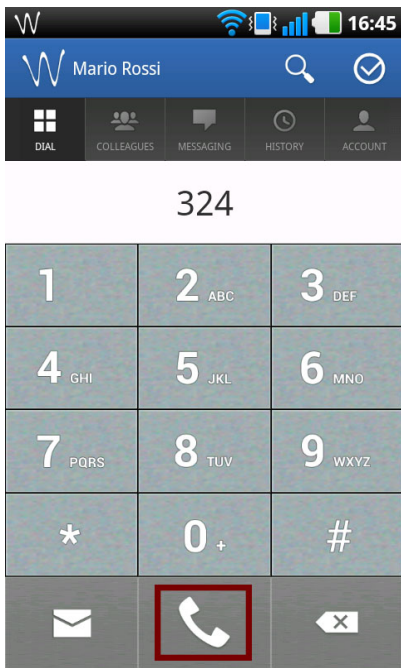 W 16:45
W Mario Rossi
DIAL COLLEAGUES MESSAGING HISTORY ACCOUNT
324
1 2 ABC 3 DEF
4 GHI 5 JKL 6 MNO
7 PQRS 8 TUV 9 WXYZ
* 0 + #